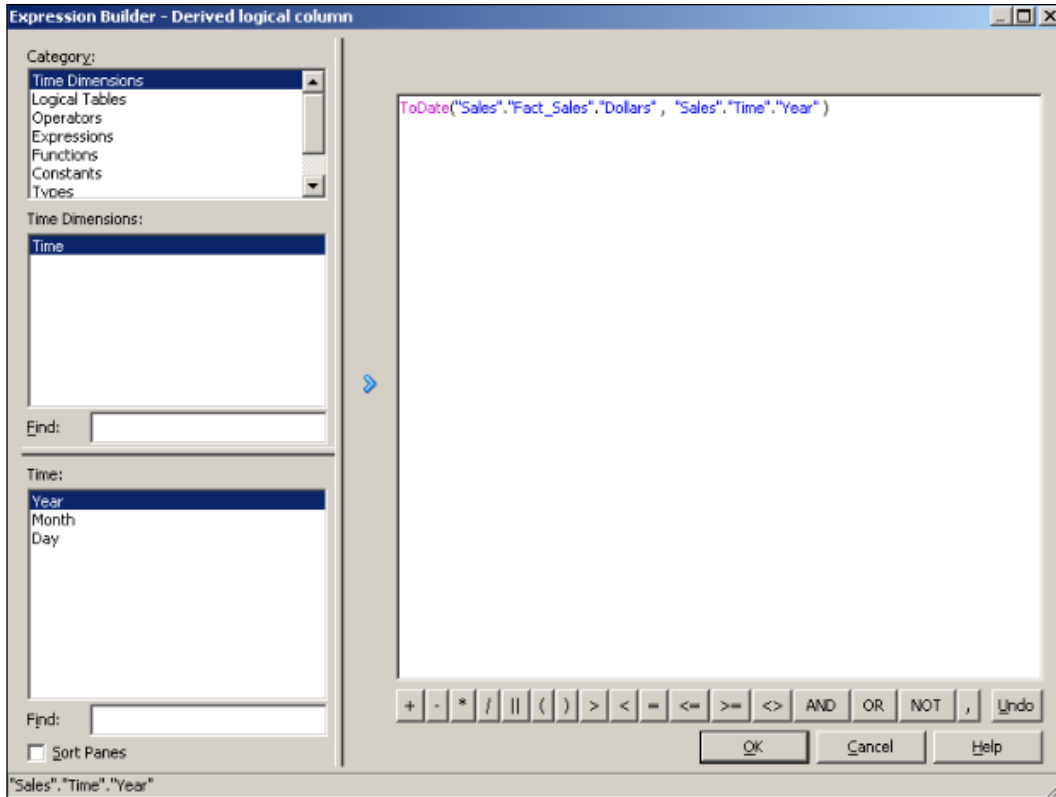 Expression Builder - Derived logical column
Category:
Time Dimensions
Logical Tables
Operators
Expressions
Functions
Constants
Types
Time Dimensions:
Time
Find:
Time:
Year
Month
Day
Find:
Sort Panes
ToDate("Sales"."Fact_Sales"."Dollars" , "Sales"."Time"."Year" )
+ - * / || ( ) > < = <= >= <> AND OR NOT , Undo
OK Cancel Help
"Sales"."Time"."Year"